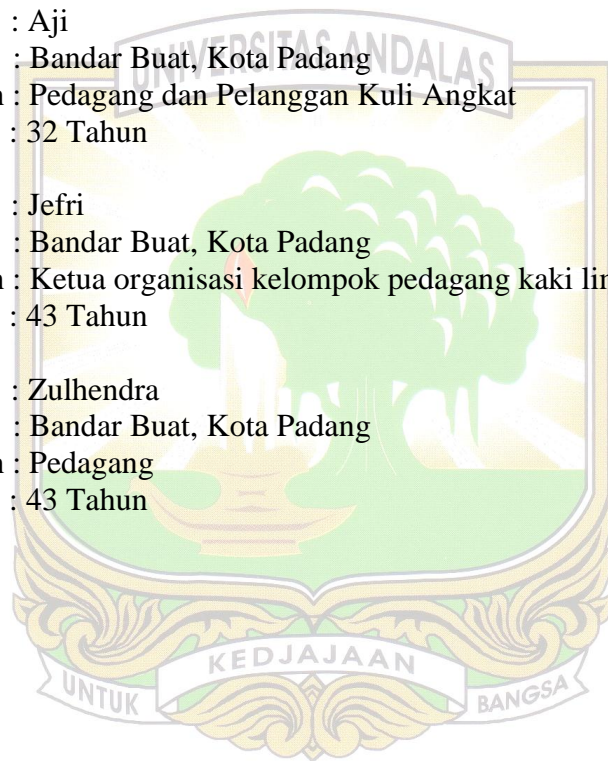 : Aji
: Bandar Buat, Kota Padang
n : Pedagang dan Pelanggan Kuli Angkat
: 32 Tahun
: Jefri
: Bandar Buat, Kota Padang
n : Ketua organisasi kelompok pedagang kaki lin
: 43 Tahun
: Zulhendra
: Bandar Buat, Kota Padang
n : Pedagang
: 43 Tahun
UNIVERSITAS ANDALAS
UNTUK KEDJAJAAN BANGSA